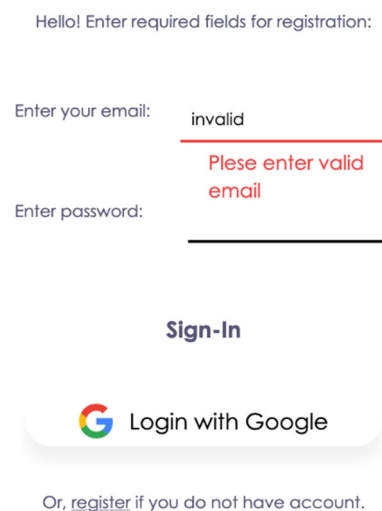 Hello! Enter required fields for registration:
Enter your email:
invalid
Plese enter valid
email
Enter password:
Sign-In
Login with Google
Or, register if you do not have account.